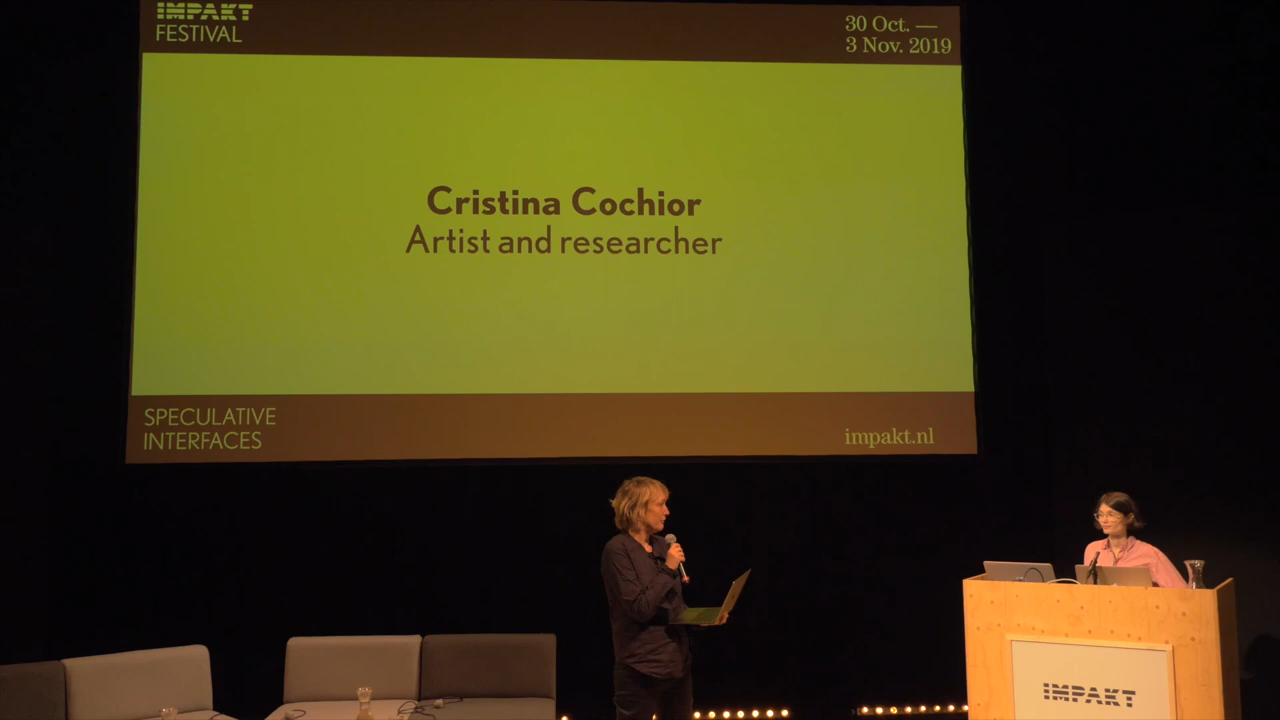 IMPAKT
FESTIVAL
30 Oct. —
3 Nov. 2019
Cristina Cochior
Artist and researcher
SPECULATIVE
INTERFACES
impakt.nl
IMPAKT